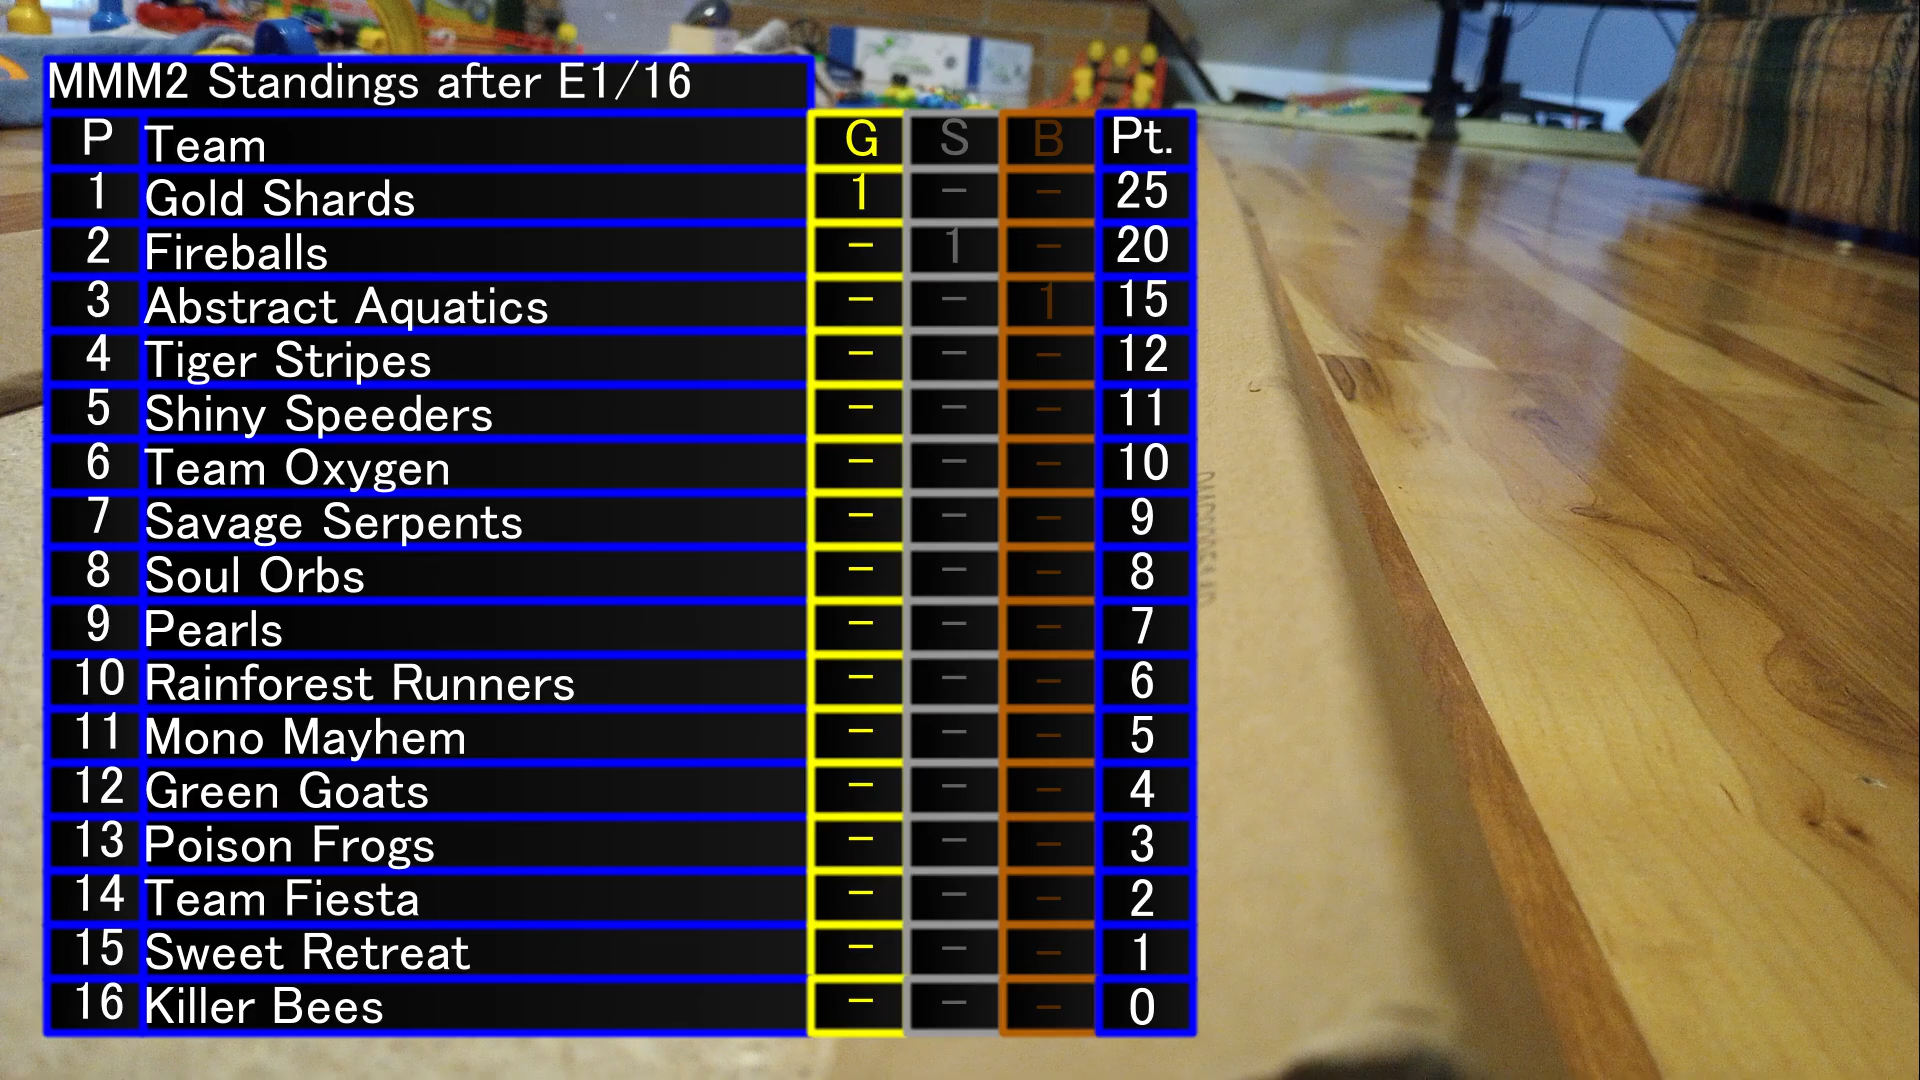 MMM2 Standings after E1/16
P Team G S B Pt.
1 Gold Shards 1 – – 25
2 Fireballs – 1 – 20
3 Abstract Aquatics – – 1 15
4 Tiger Stripes – – – 12
5 Shiny Speeders – – – 11
6 Team Oxygen – – – 10
7 Savage Serpents – – – 9
8 Soul Orbs – – – 8
9 Pearls – – – 7
10 Rainforest Runners – – – 6
11 Mono Mayhem – – – 5
12 Green Goats – – – 4
13 Poison Frogs – – – 3
14 Team Fiesta – – – 2
15 Sweet Retreat – – – 1
16 Killer Bees – – – 0